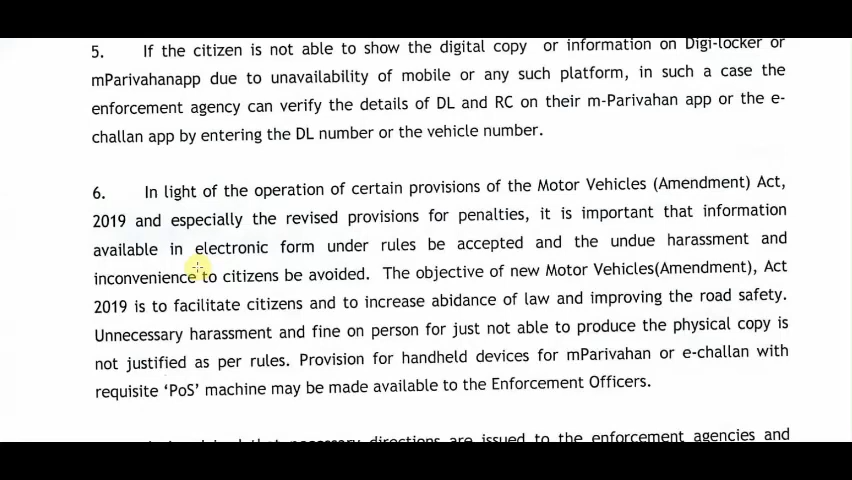 5. If the citizen is not able to show the digital copy or information on Digi-locker or
mParivahanapp due to unavailability of mobile or any such platform, in such a case the
enforcement agency can verify the details of DL and RC on their m-Parivahan app or the e-
challan app by entering the DL number or the vehicle number.
6. In light of the operation of certain provisions of the Motor Vehicles (Amendment) Act,
2019 and especially the revised provisions for penalties, it is important that information
available in electronic form under rules be accepted and the undue harassment and
inconvenience to citizens be avoided. The objective of new Motor Vehicles(Amendment), Act
2019 is to facilitate citizens and to increase abidance of law and improving the road safety.
Unnecessary harassment and fine on person for just not able to produce the physical copy is
not justified as per rules. Provision for handheld devices for mParivahan or e-challan with
requisite ‘PoS’ machine may be made available to the Enforcement Officers.
that necessary directions are issued to the enforcement agencies and